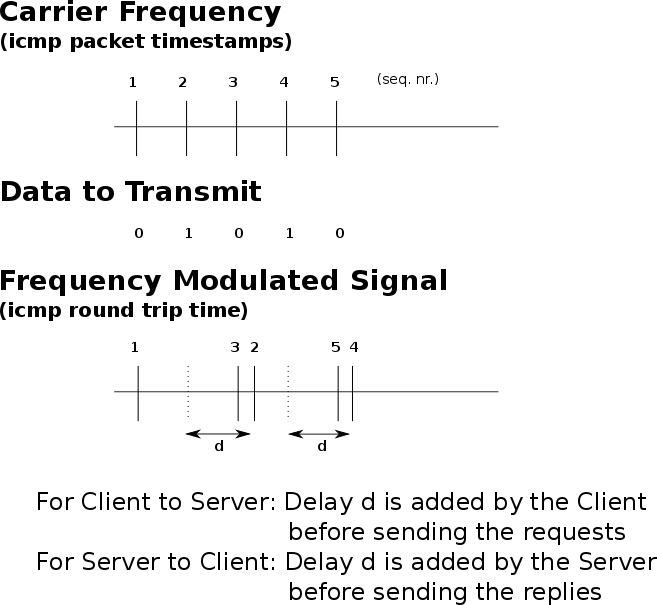 Carrier Frequency
(icmp packet timestamps)
1 2 3 4 5 (seq. nr.)
Data to Transmit
0 1 0 1 0
Frequency Modulated Signal
(icmp round trip time)
1 3 2 5 4
d d
For Client to Server: Delay d is added by the Client
before sending the requests
For Server to Client: Delay d is added by the Server
before sending the replies